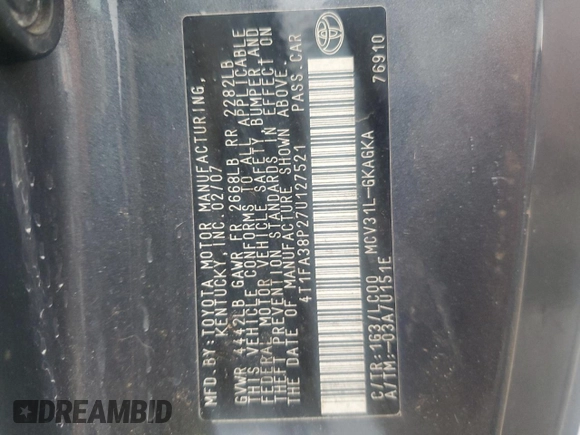 MFD BY: TOYOTA MOTOR MANUFACTURING,
KENTUCKY, INC. 02/07
GVWR 4442LB GAWR FR 2668LB RR 2282LB
THIS VEHICLE CONFORMS TO ALL APPLICABLE
FEDERAL MOTOR VEHICLE SAFETY, BUMPER, AND
THEFT PREVENTION STANDARDS IN EFFECT ON
THE DATE OF MANUFACTURE SHOWN ABOVE.
4T1FA38P27U127521 PASS.CAR
C/TR:163/LC00 MCV31L-GKAGKA
A/TM:-03A/U151E 76910
DREAMBID